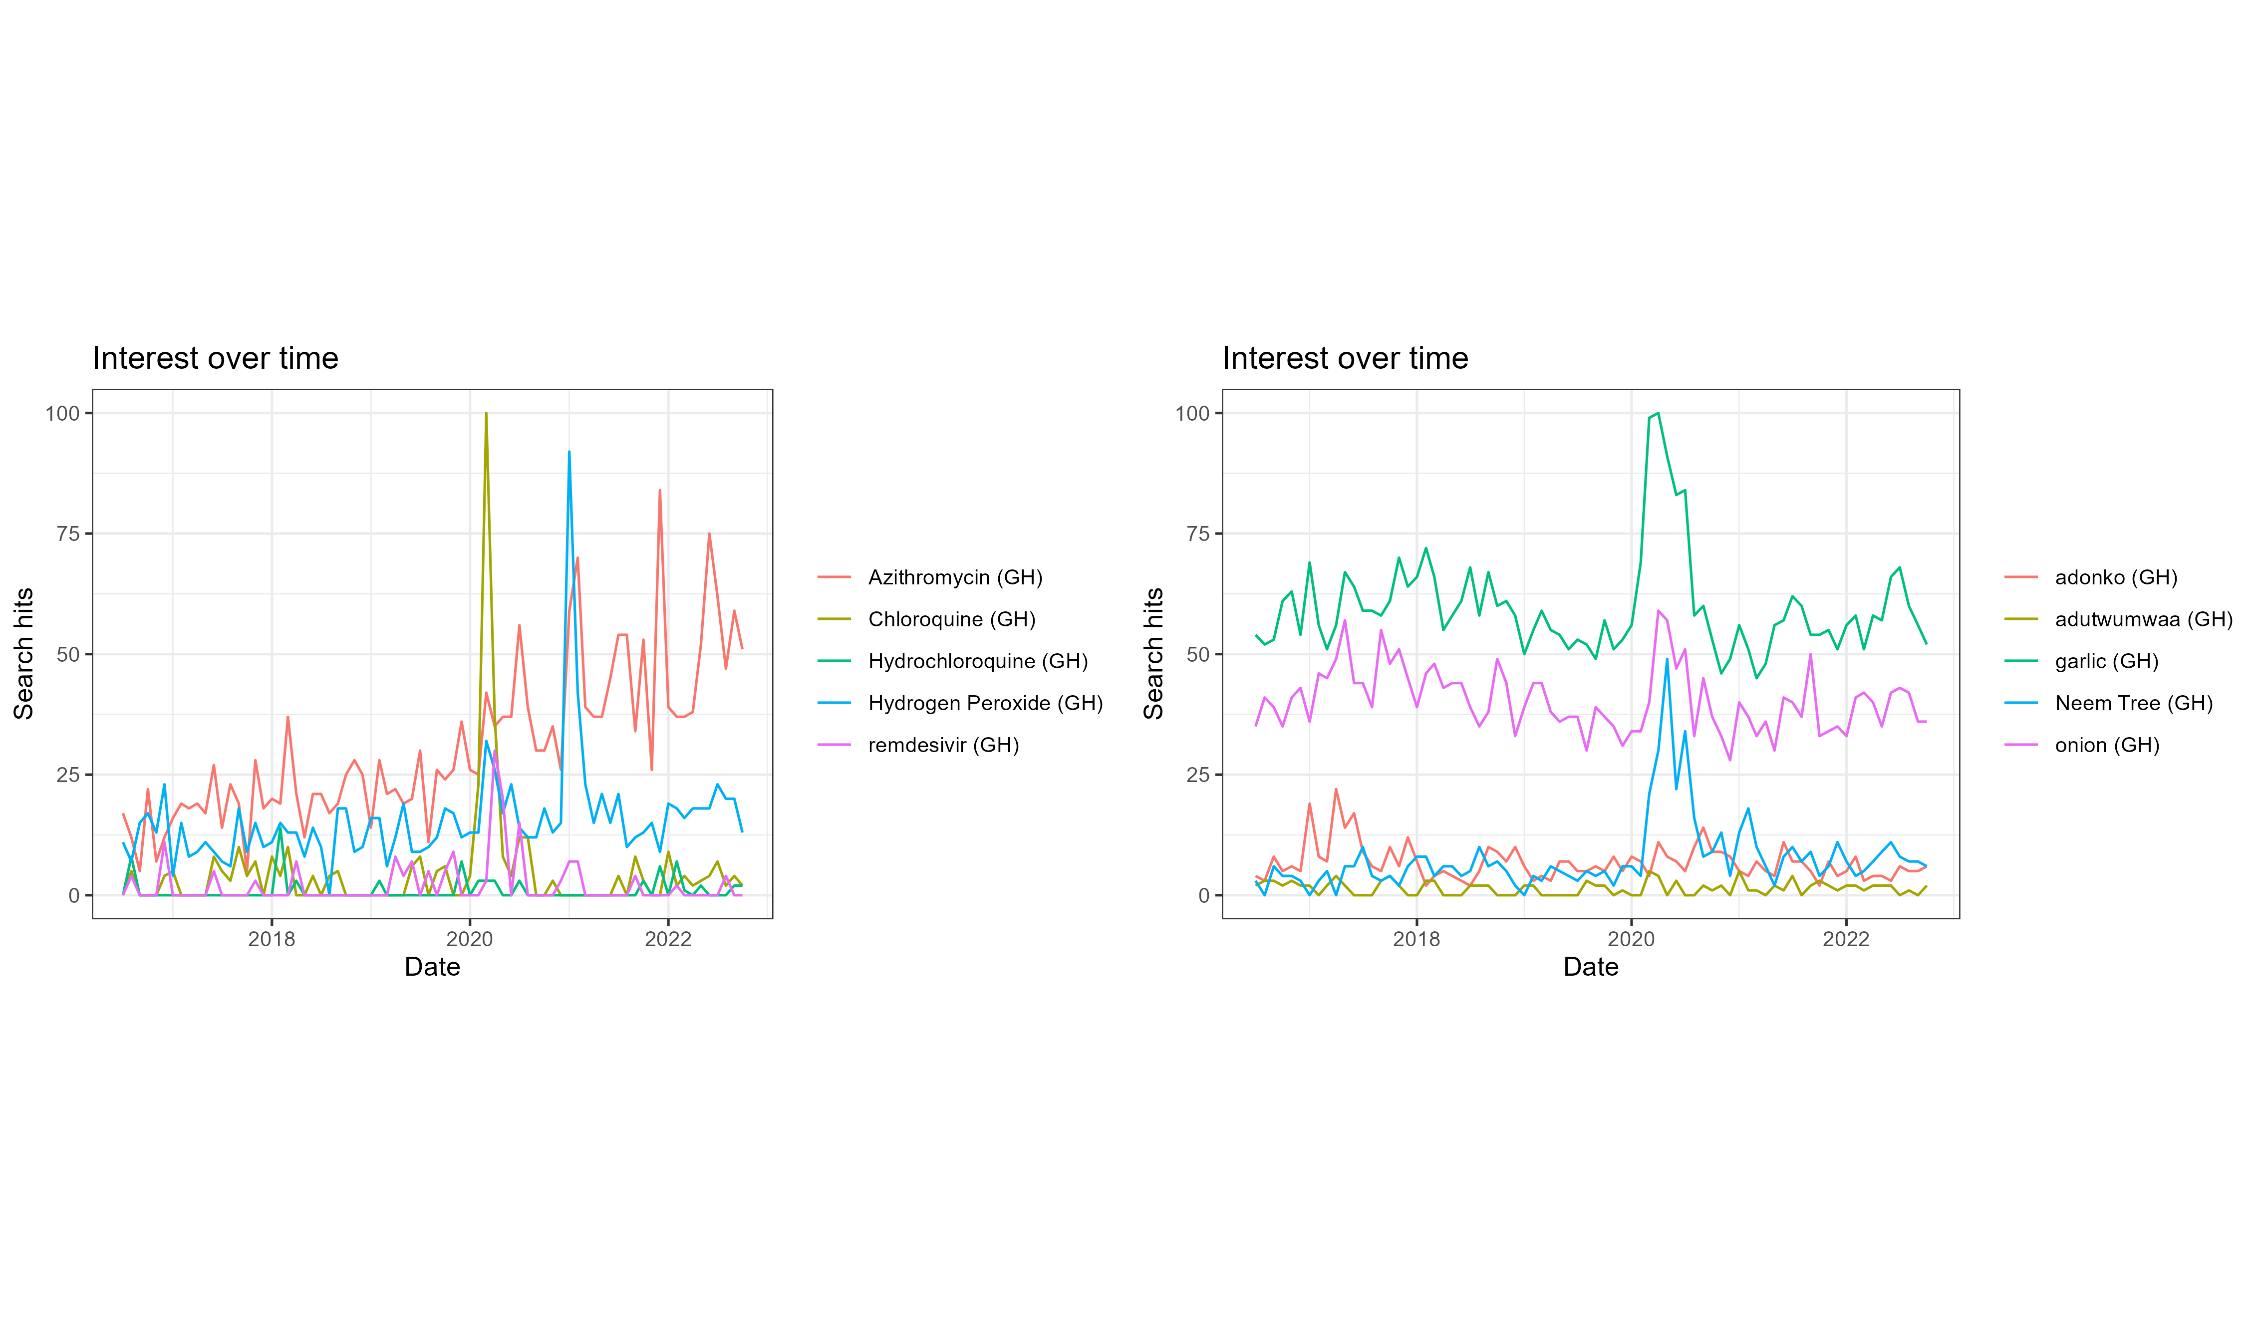 Interest over time
100
75
50
25
0
Search hits
2018 2020 2022
Date
Azithromycin (GH)
Chloroquine (GH)
Hydrochloroquine (GH)
Hydrogen Peroxide (GH)
remdesivir (GH)
Interest over time
100
75
50
25
0
Search hits
2018 2020 2022
Date
adonko (GH)
adutwumwaa (GH)
garlic (GH)
Neem Tree (GH)
onion (GH)